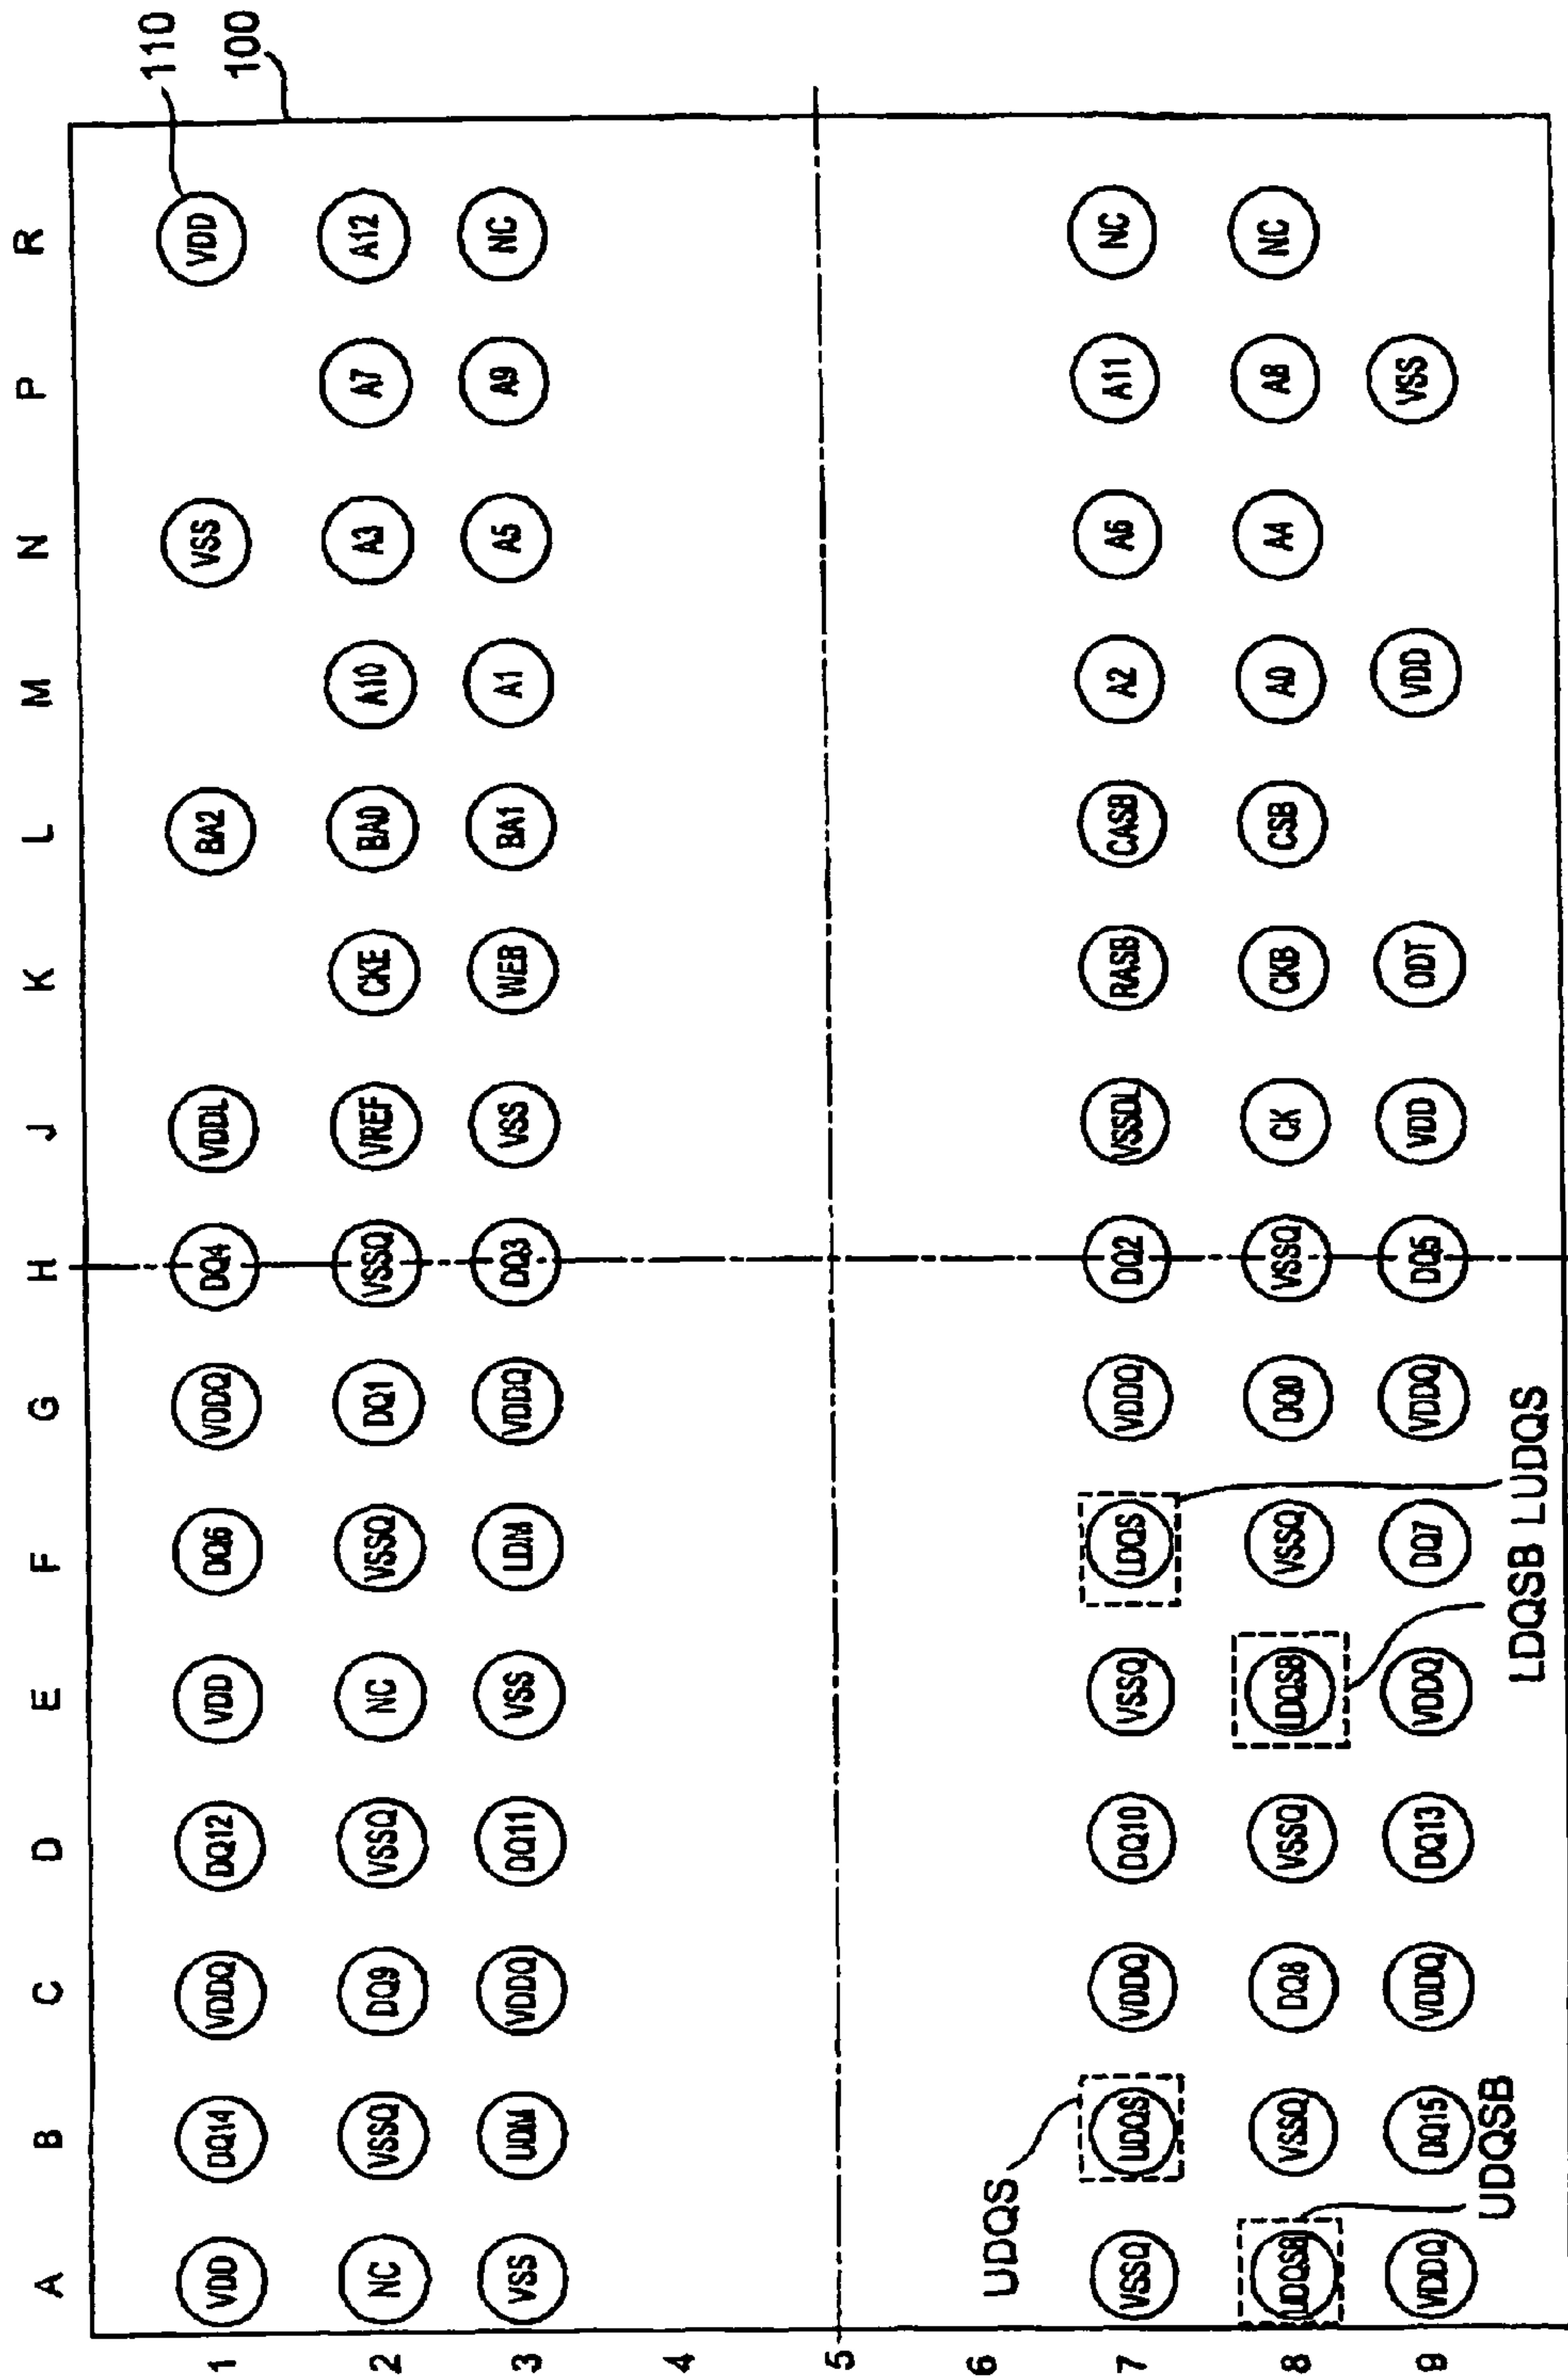 A B C D E F G H J K L M N P R
110
100
1 VDD DQ14 VDDQ DQ12 VDD DQ6 VDDQ DQ4 VDDL BA2 VSS VDD
2 NC VSSQ DQ9 VSSQ NC VSSQ DQ1 VSSQ VREF CKE BA0 A10 A3 A7 A12
3 VSS UDM VDDQ DQ11 VSS LDM VDDQ DQ3 VSS WEB BA1 A1 A5 A9 NC
4
5
6
UDQS
7 VSSQ UDQS VDDQ DQ10 VSSQ LDQS VDDQ DQ2 VSSDL RASB CASB A2 A6 A11 NC
8 UDQSB VSSQ DQ8 VSSQ LDQSB VSSQ DQ0 VSSQ CK CKB CSB A0 A4 A8 NC
9 VDDQ DQ15 VDDQ DQ13 VDDQ DQ7 VDDQ DQ5 VDD ODT VDD VSS
UDQSB
LDQSB LUDQS